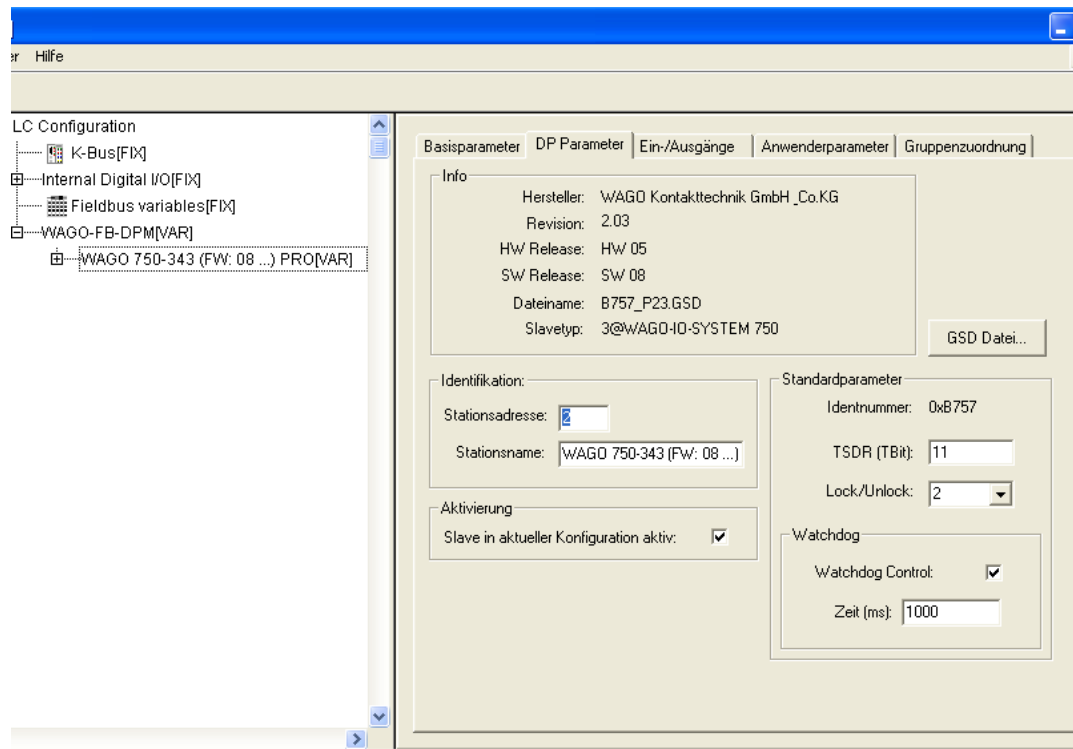 ]
er Hilfe
LC Configuration
K-Bus[FIX]
Internal Digital I/O[FIX]
Fieldbus variables[FIX]
WAGO-FB-DPM[VAR]
WAGO 750-343 (FW: 08 ...) PRO[VAR]
Basisparameter DP Parameter Ein-/Ausgänge Anwenderparameter Gruppenzuordnung
Info
Hersteller: WAGO Kontakttechnik GmbH _Co.KG
Revision: 2.03
HW Release: HW 05
SW Release: SW 08
Dateiname: B757_P23.GSD
Slavetyp: 3@WAGO-IO-SYSTEM 750
GSD Datei...
Identifikation:
Stationsadresse: 2
Stationsname: WAGO 750-343 (FW: 08 ...)
Aktivierung
Slave in aktueller Konfiguration aktiv:
Standardparameter
Identnummer: 0xB757
TSDR (TBit): 11
Lock/Unlock: 2
Watchdog
Watchdog Control:
Zeit (ms): 1000